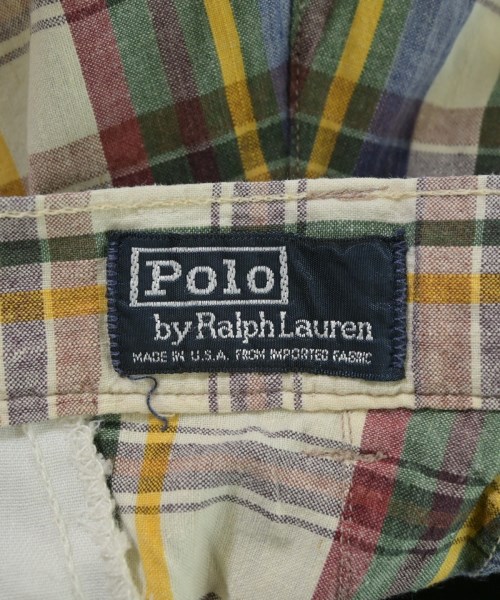 Polo
by Ralph Lauren
MADE IN U.S.A. FROM IMPORTED FABRIC